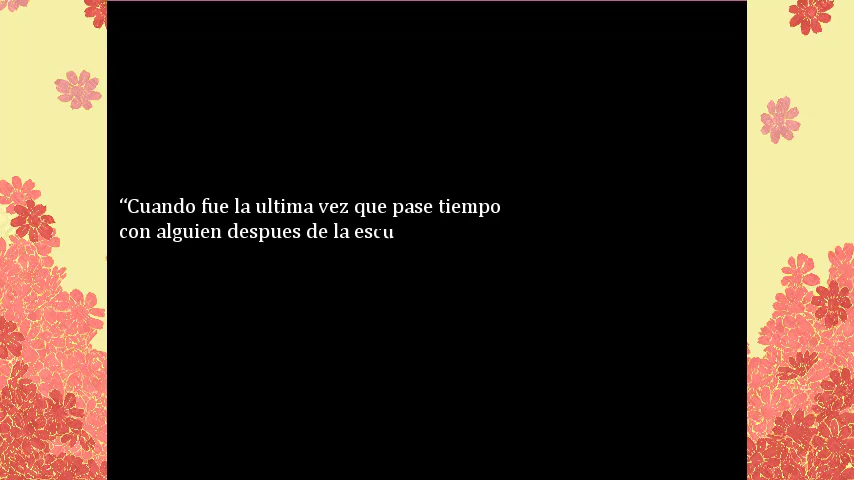 “Cuando fue la ultima vez que pase tiempo
con alguien despues de la escu